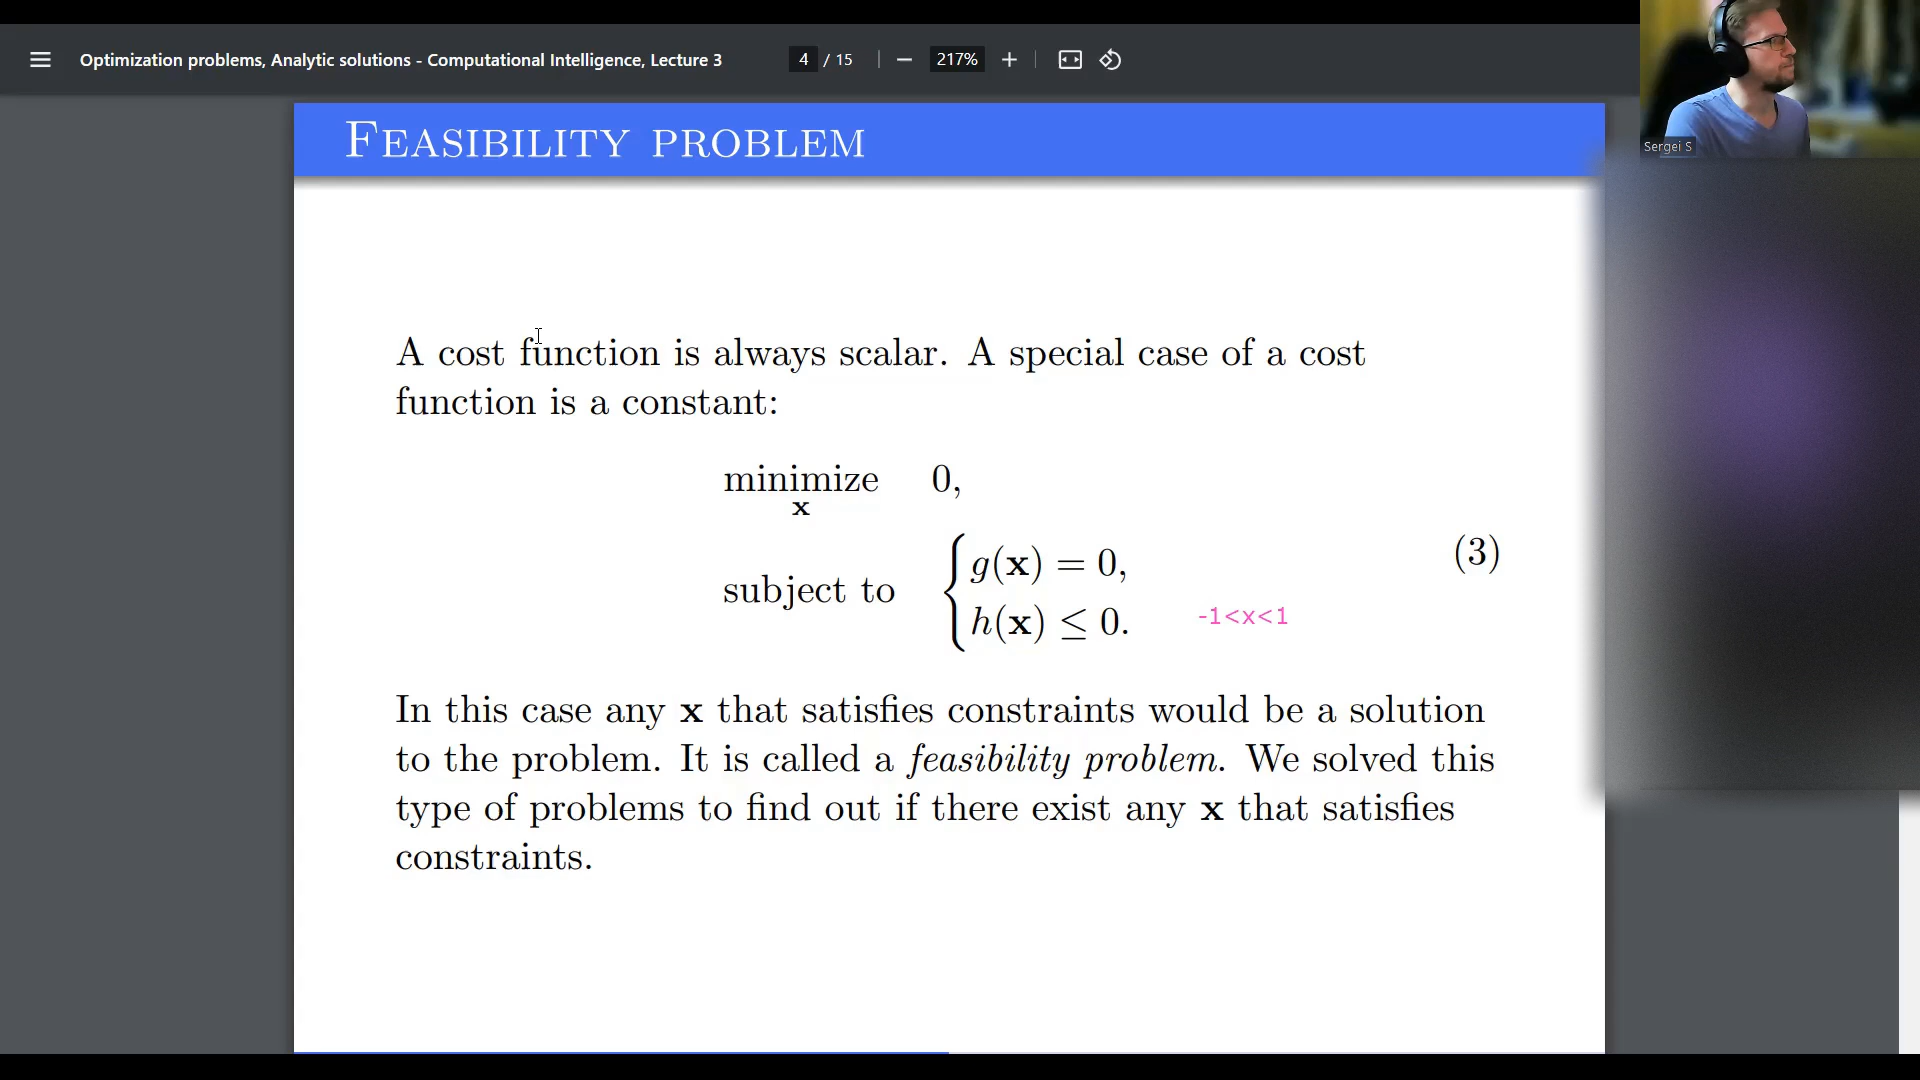 Optimization problems, Analytic solutions - Computational Intelligence, Lecture 3 4 / 15 217%
Sergei S
Feasibility problem
A cost function is always scalar. A special case of a cost
function is a constant:
minimize 0,
x
subject to { g(x) = 0,
h(x) ≤ 0. -1<x<1
(3)
In this case any x that satisfies constraints would be a solution
to the problem. It is called a feasibility problem. We solved this
type of problems to find out if there exist any x that satisfies
constraints.